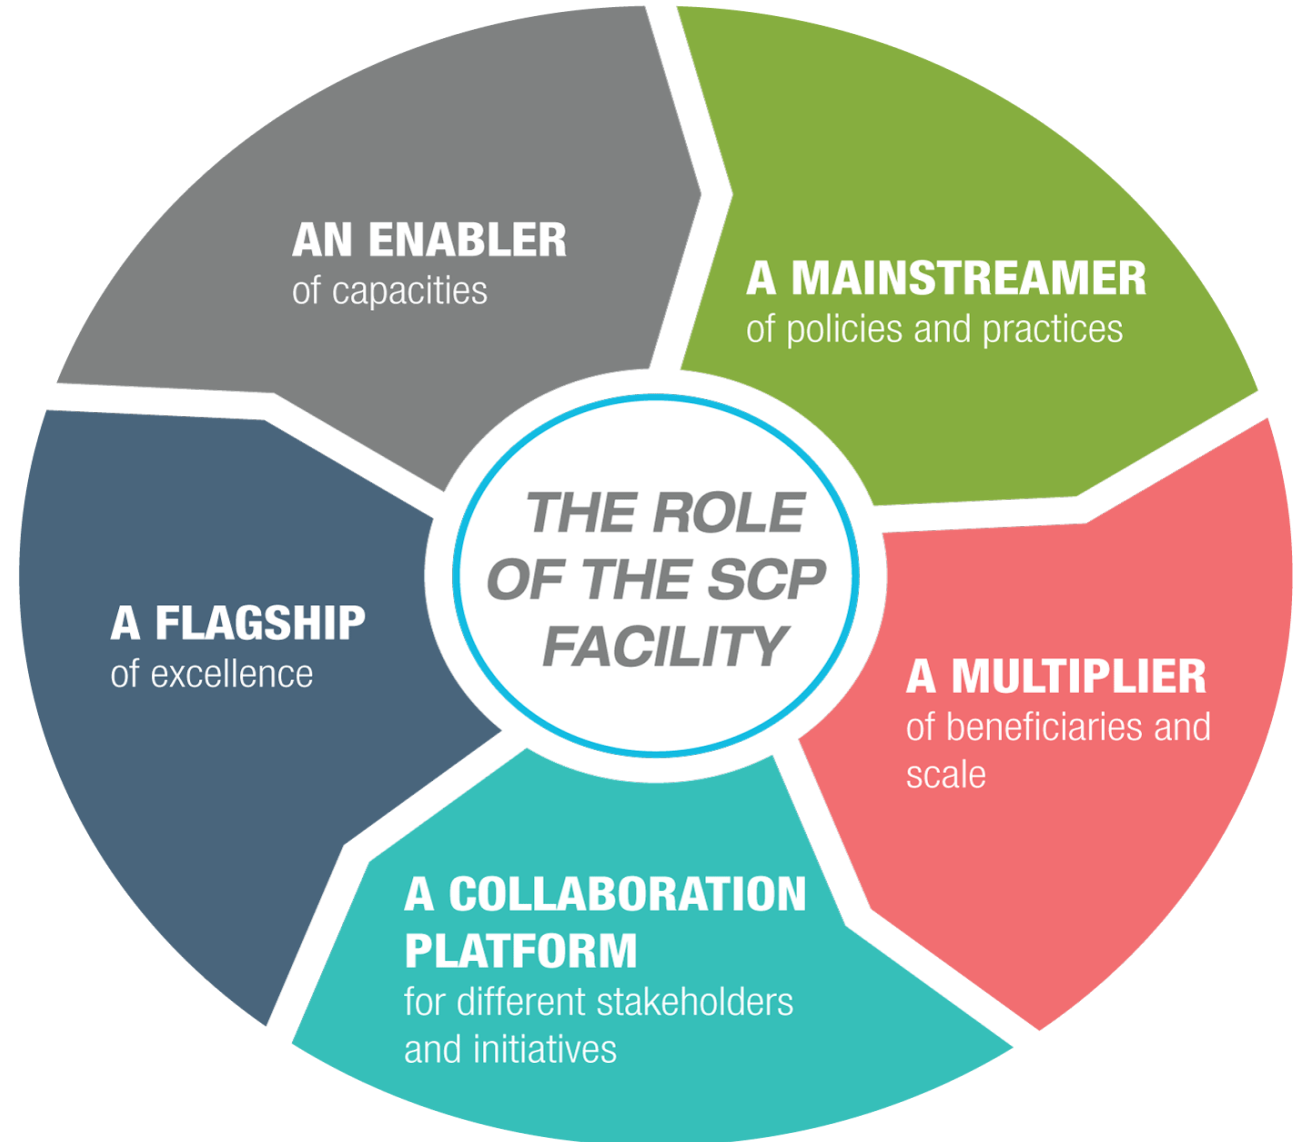 AN ENABLER
of capacities
A MAINSTREAMER
of policies and practices
THE ROLE
OF THE SCP
FACILITY
A FLAGSHIP
of excellence
A MULTIPLIER
of beneficiaries and
scale
A COLLABORATION
PLATFORM
for different stakeholders
and initiatives